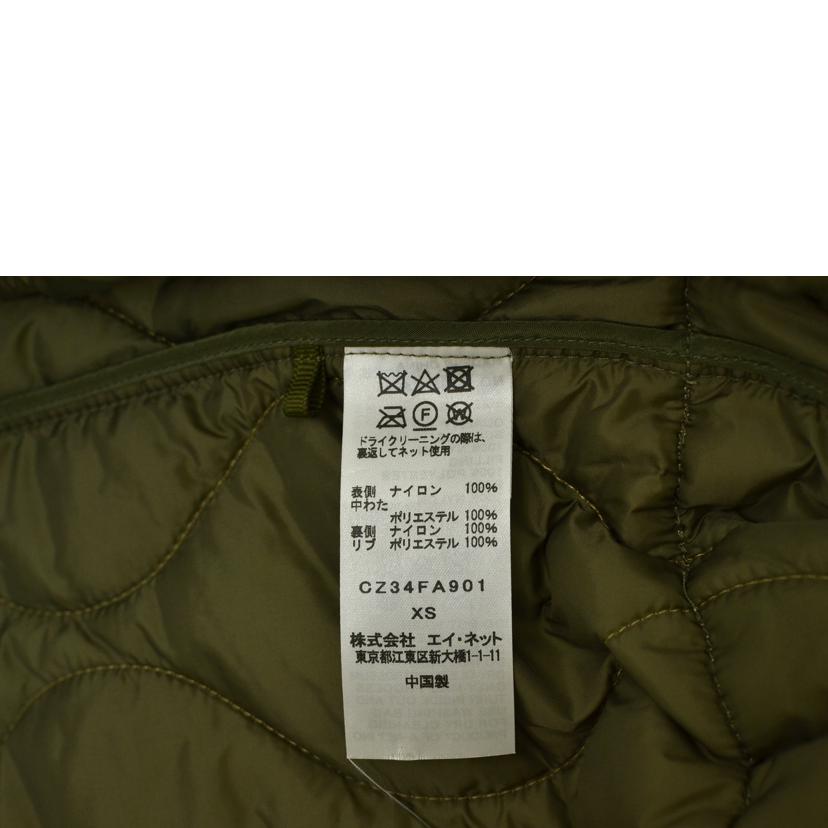 F W
ドライクリーニングの際は、
裏返してネット使用
表側 ナイロン 100%
中わた
ポリエステル 100%
裏側 ナイロン 100%
リブ ポリエステル 100%
CZ34FA901
XS
株式会社 エイ・ネット
東京都江東区新大橋1-1-11
中国製